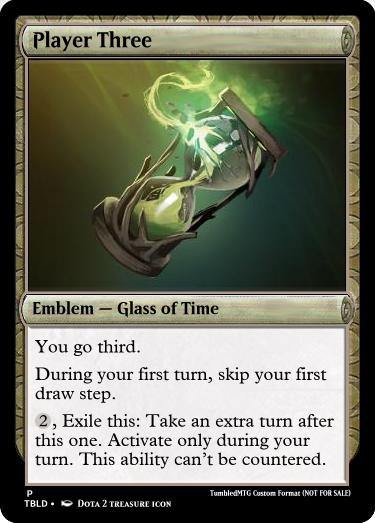 Player Three
Emblem — Glass of Time
You go third.
During your first turn, skip your first
draw step.
2, Exile this: Take an extra turn after
this one. Activate only during your
turn. This ability can't be countered.
P
TBLD • Dota 2 treasure icon
TumbledMTG Custom Format (NOT FOR SALE)